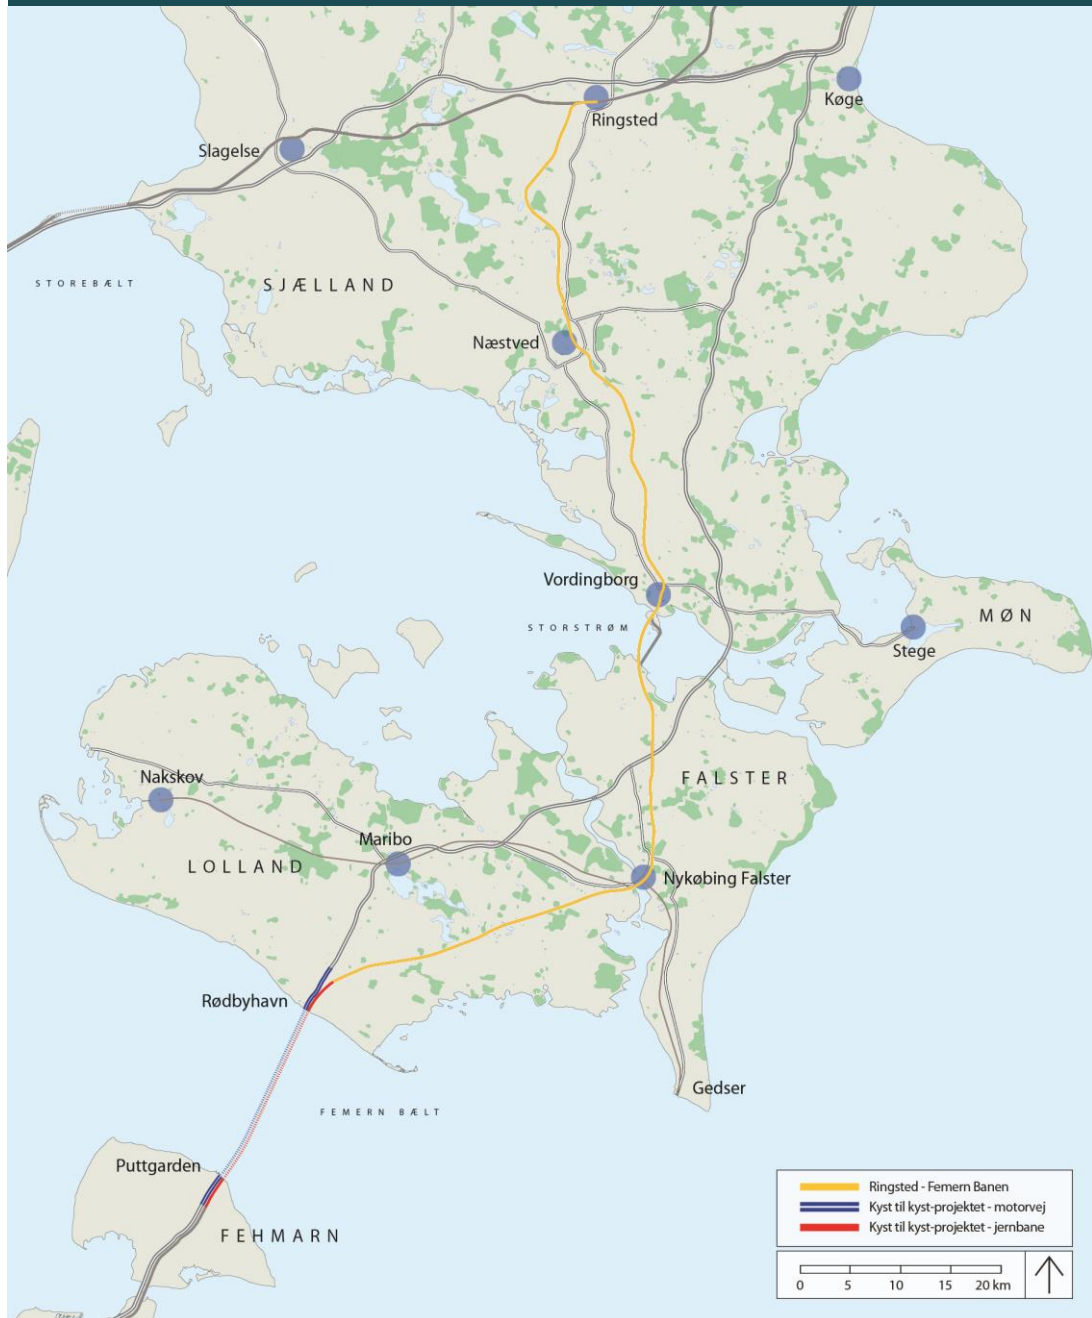 Køge
Ringsted
Slagelse
STOREBÆLT
SJÆLLAND
Næstved
Vordingborg
STORSTRØM
MØN
Stege
Nakskov
FALSTER
Maribo
LOLLAND
Nykøbing Falster
Rødbyhavn
Gedser
FEMERN BÆLT
Puttgarden
FEHMARN
Ringsted - Femern Banen
Kyst til kyst-projektet - motorvej
Kyst til kyst-projektet - jernbane
0 5 10 15 20 km